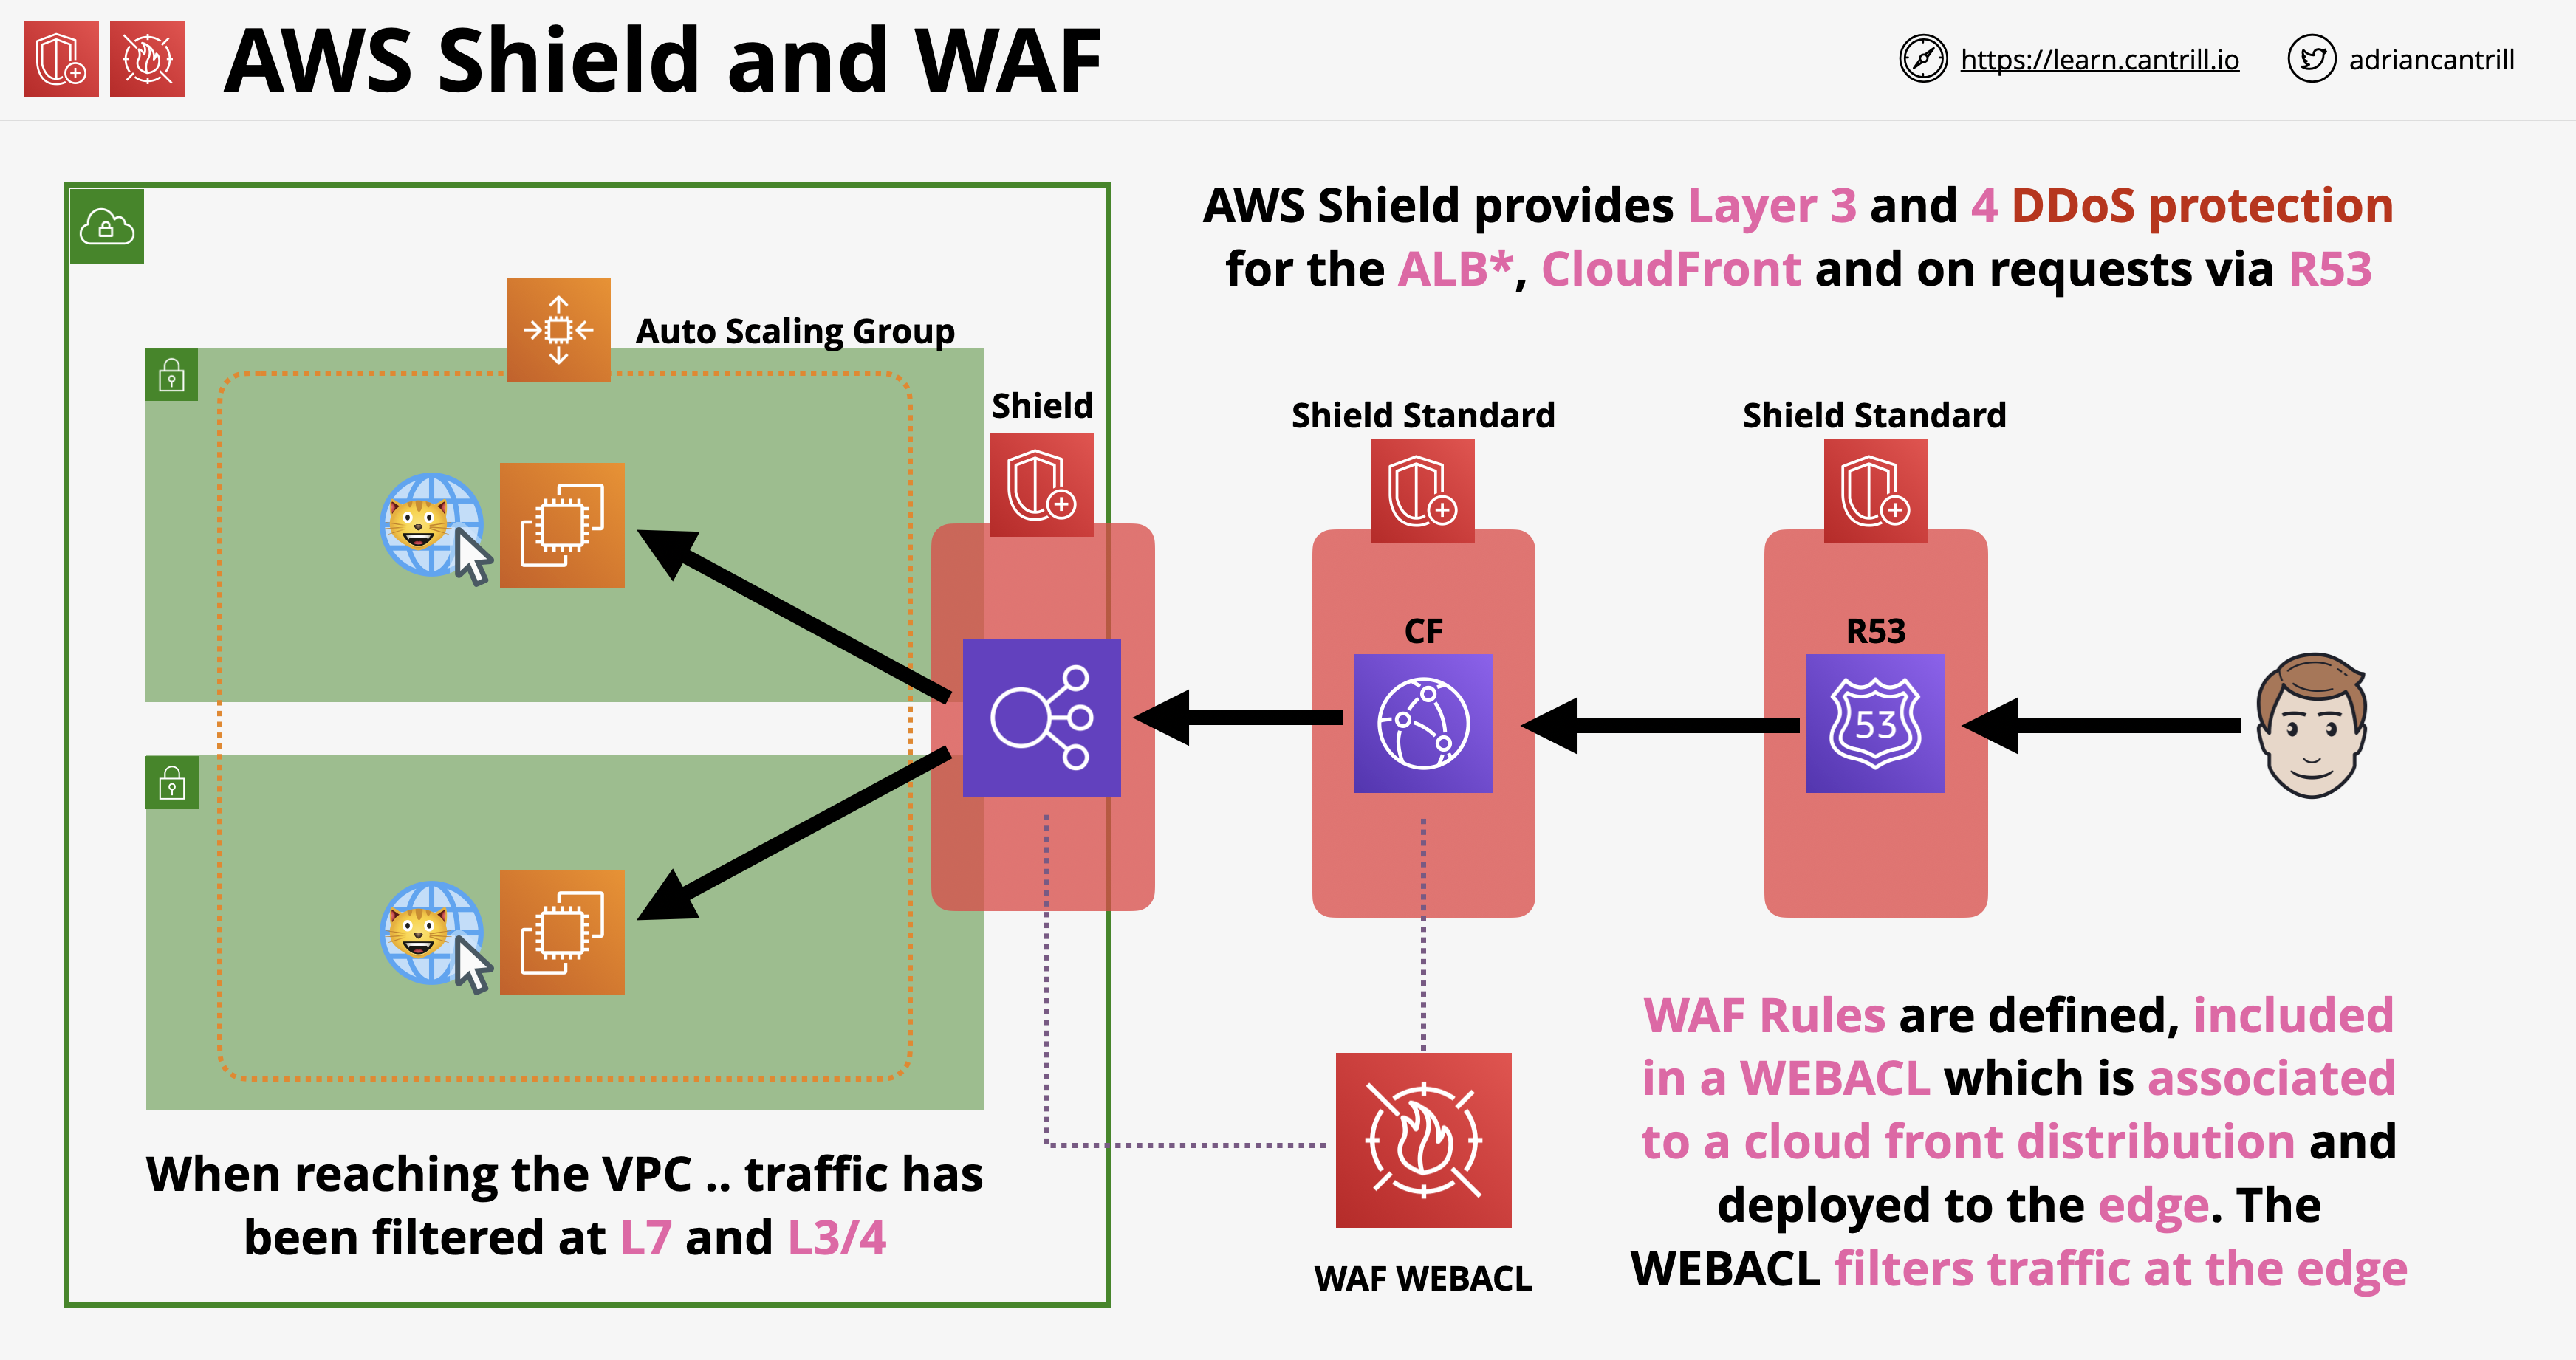 AWS Shield and WAF
https://learn.cantrill.io
adriancantrill
AWS Shield provides Layer 3 and 4 DDoS protection
for the ALB*, CloudFront and on requests via R53
Auto Scaling Group
Shield
Shield Standard
Shield Standard
CF
R53
53
WAF Rules are defined, included
in a WEBACL which is associated
to a cloud front distribution and
deployed to the edge. The
WEBACL filters traffic at the edge
When reaching the VPC .. traffic has
been filtered at L7 and L3/4
WAF WEBACL